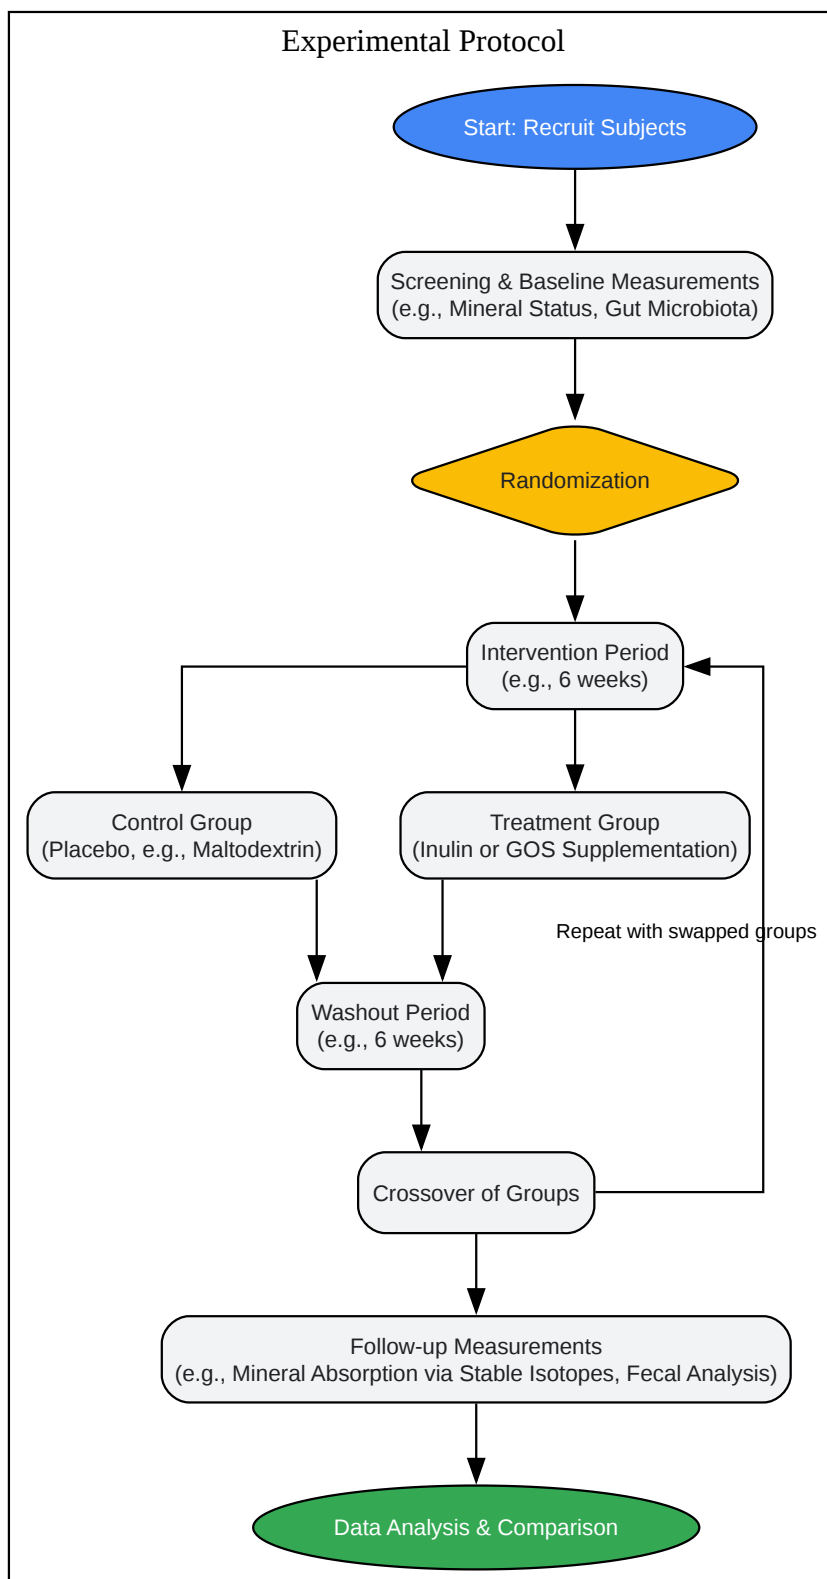 Experimental Protocol
Start: Recruit Subjects
Screening & Baseline Measurements
(e.g., Mineral Status, Gut Microbiota)
Randomization
Intervention Period
(e.g., 6 weeks)
Control Group
(Placebo, e.g., Maltodextrin)
Treatment Group
(Inulin or GOS Supplementation)
Repeat with swapped groups
Washout Period
(e.g., 6 weeks)
Crossover of Groups
Follow-up Measurements
(e.g., Mineral Absorption via Stable Isotopes, Fecal Analysis)
Data Analysis & Comparison